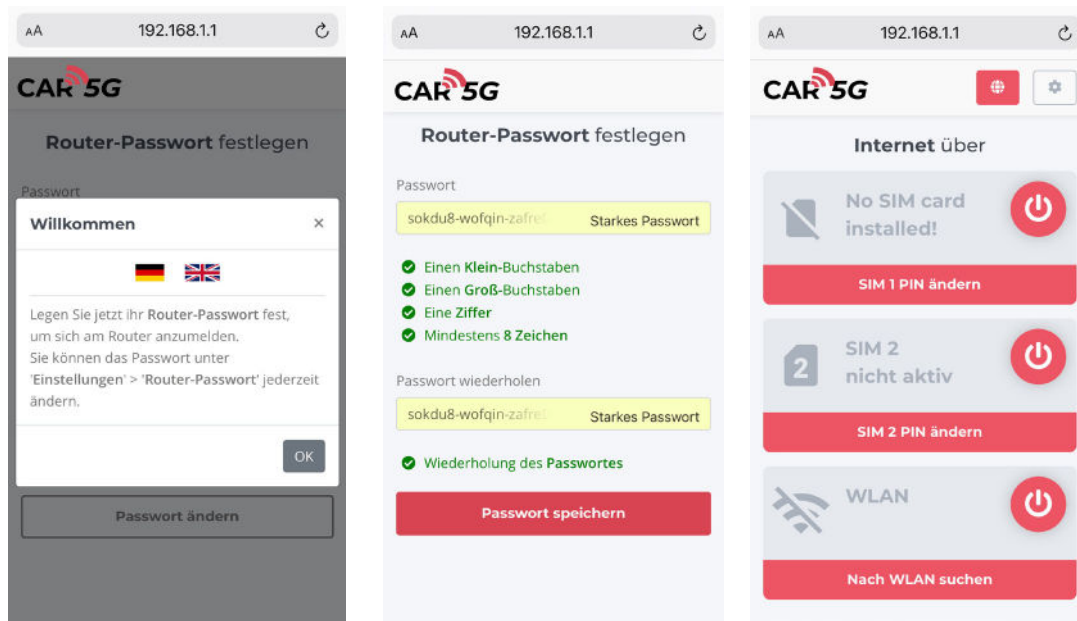 AA 192.168.1.1
CAR 5G
Router-Passwort festlegen
Passwort
Willkommen ×
Legen Sie jetzt ihr Router-Passwort fest,
um sich am Router anzumelden.
Sie können das Passwort unter
'Einstellungen' > 'Router-Passwort' jederzeit
ändern.
OK
Passwort ändern
AA 192.168.1.1
CAR 5G
Router-Passwort festlegen
Passwort
sokdu8-wofqin-zafre Starkes Passwort
Einen Klein-Buchstaben
Einen Groß-Buchstaben
Eine Ziffer
Mindestens 8 Zeichen
Passwort wiederholen
sokdu8-wofqin-zafre Starkes Passwort
Wiederholung des Passwortes
Passwort speichern
AA 192.168.1.1
CAR 5G
Internet über
No SIM card
installed!
SIM 1 PIN ändern
2
SIM 2
nicht aktiv
SIM 2 PIN ändern
WLAN
Nach WLAN suchen